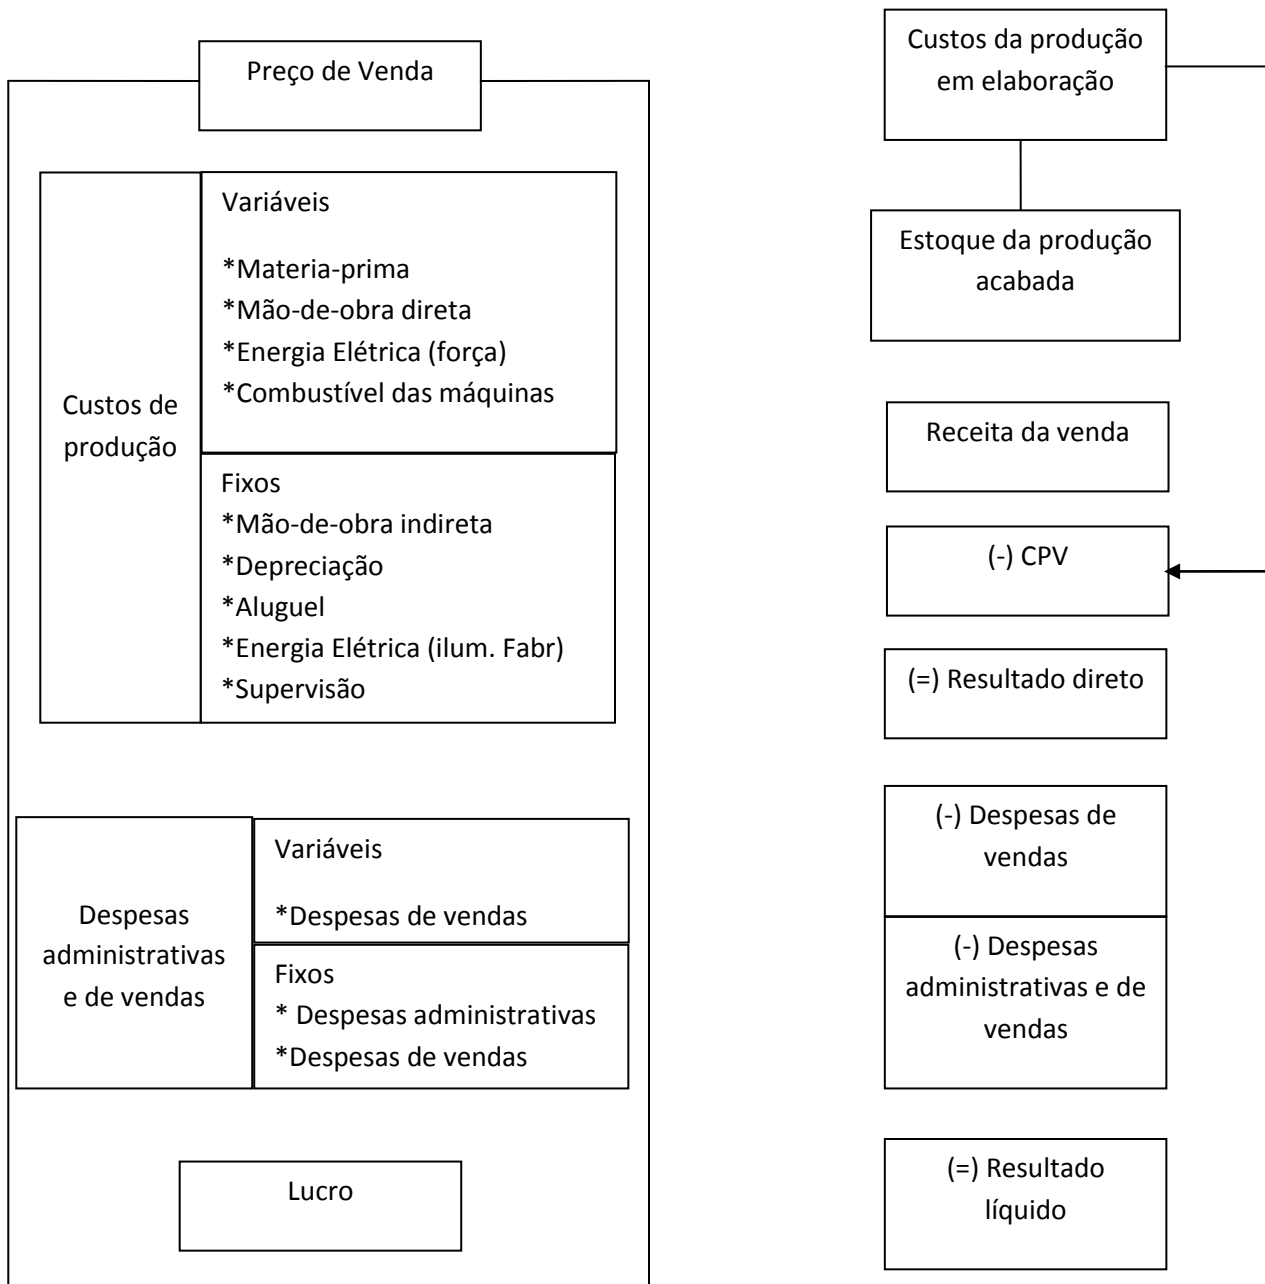 Preço de Venda
Custos de
produção
Variáveis
*Materia-prima
*Mão-de-obra direta
*Energia Elétrica (força)
*Combustível das máquinas
Fixos
*Mão-de-obra indireta
*Depreciação
*Aluguel
*Energia Elétrica (ilum. Fabr)
*Supervisão
Despesas
administrativas
e de vendas
Variáveis
*Despesas de vendas
Fixos
* Despesas administrativas
*Despesas de vendas
Lucro
Custos da produção
em elaboração
Estoque da produção
acabada
Receita da venda
(-) CPV
(=) Resultado direto
(-) Despesas de
vendas
(-) Despesas
administrativas e de
vendas
(=) Resultado
líquido